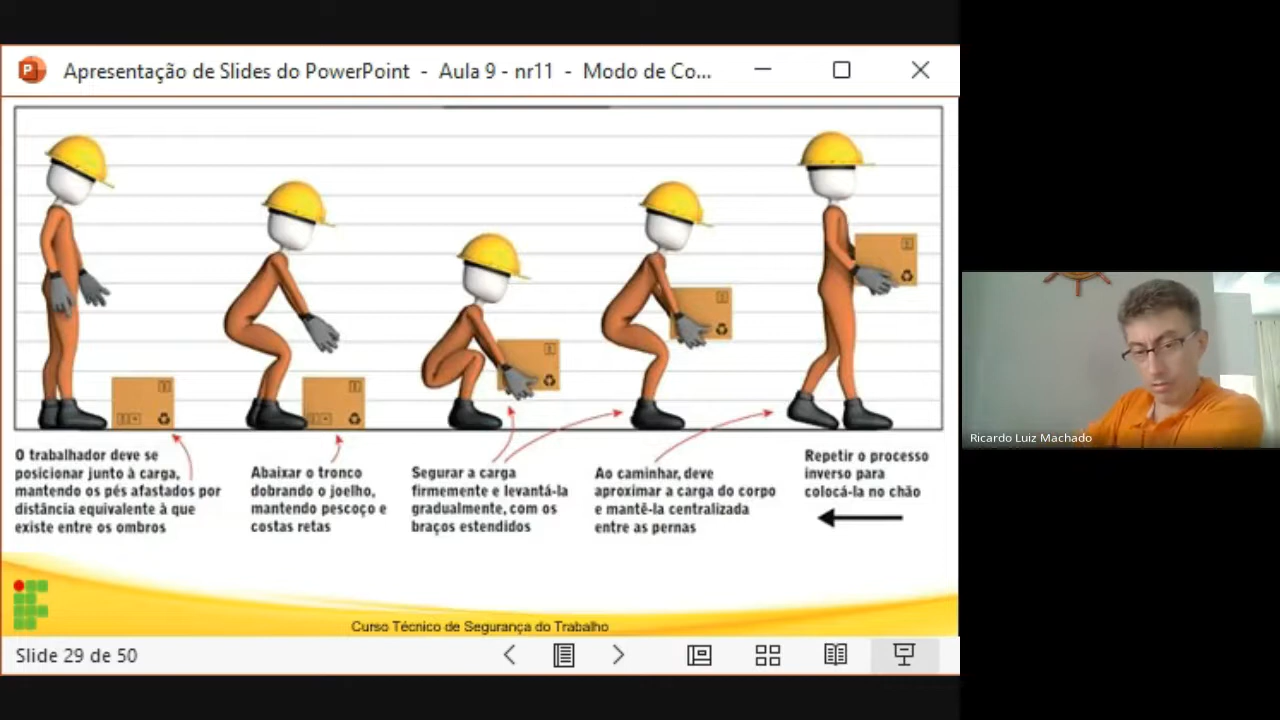 Apresentação de Slides do PowerPoint - Aula 9 - nr11 - Modo de Co...
O trabalhador deve se
posicionar junto à carga,
mantendo os pés afastados por
distância equivalente à que
existe entre os ombros
Abaixar o tronco
dobrando o joelho,
mantendo pescoço e
costas retas
Segurar a carga
firmemente e levantá-la
gradualmente, com os
braços estendidos
Ao caminhar, deve
aproximar a carga do corpo
e mantê-la centralizada
entre as pernas
Repetir o processo
inverso para
colocá-la no chão
Curso Técnico de Segurança do Trabalho
Slide 29 de 50
Ricardo Luiz Machado